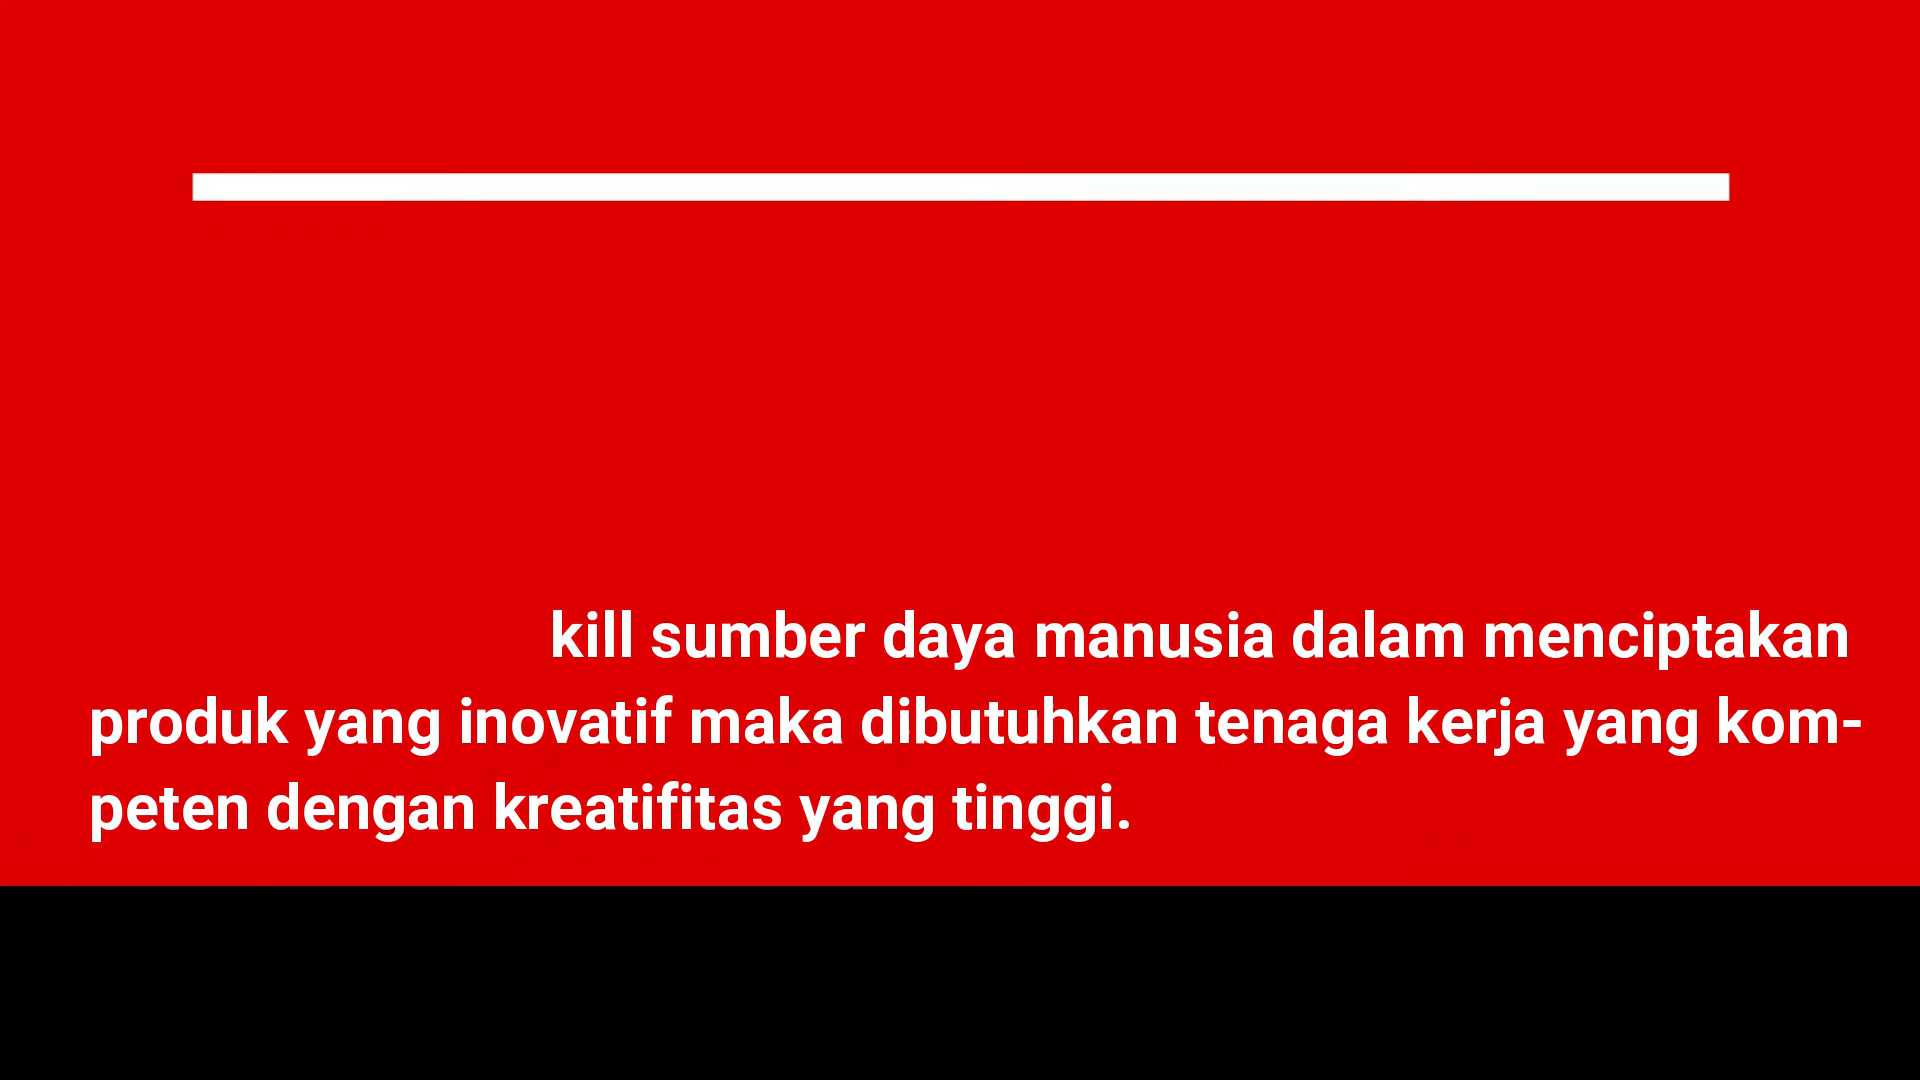 kill sumber daya manusia dalam menciptakan
produk yang inovatif maka dibutuhkan tenaga kerja yang kom-
peten dengan kreatifitas yang tinggi.